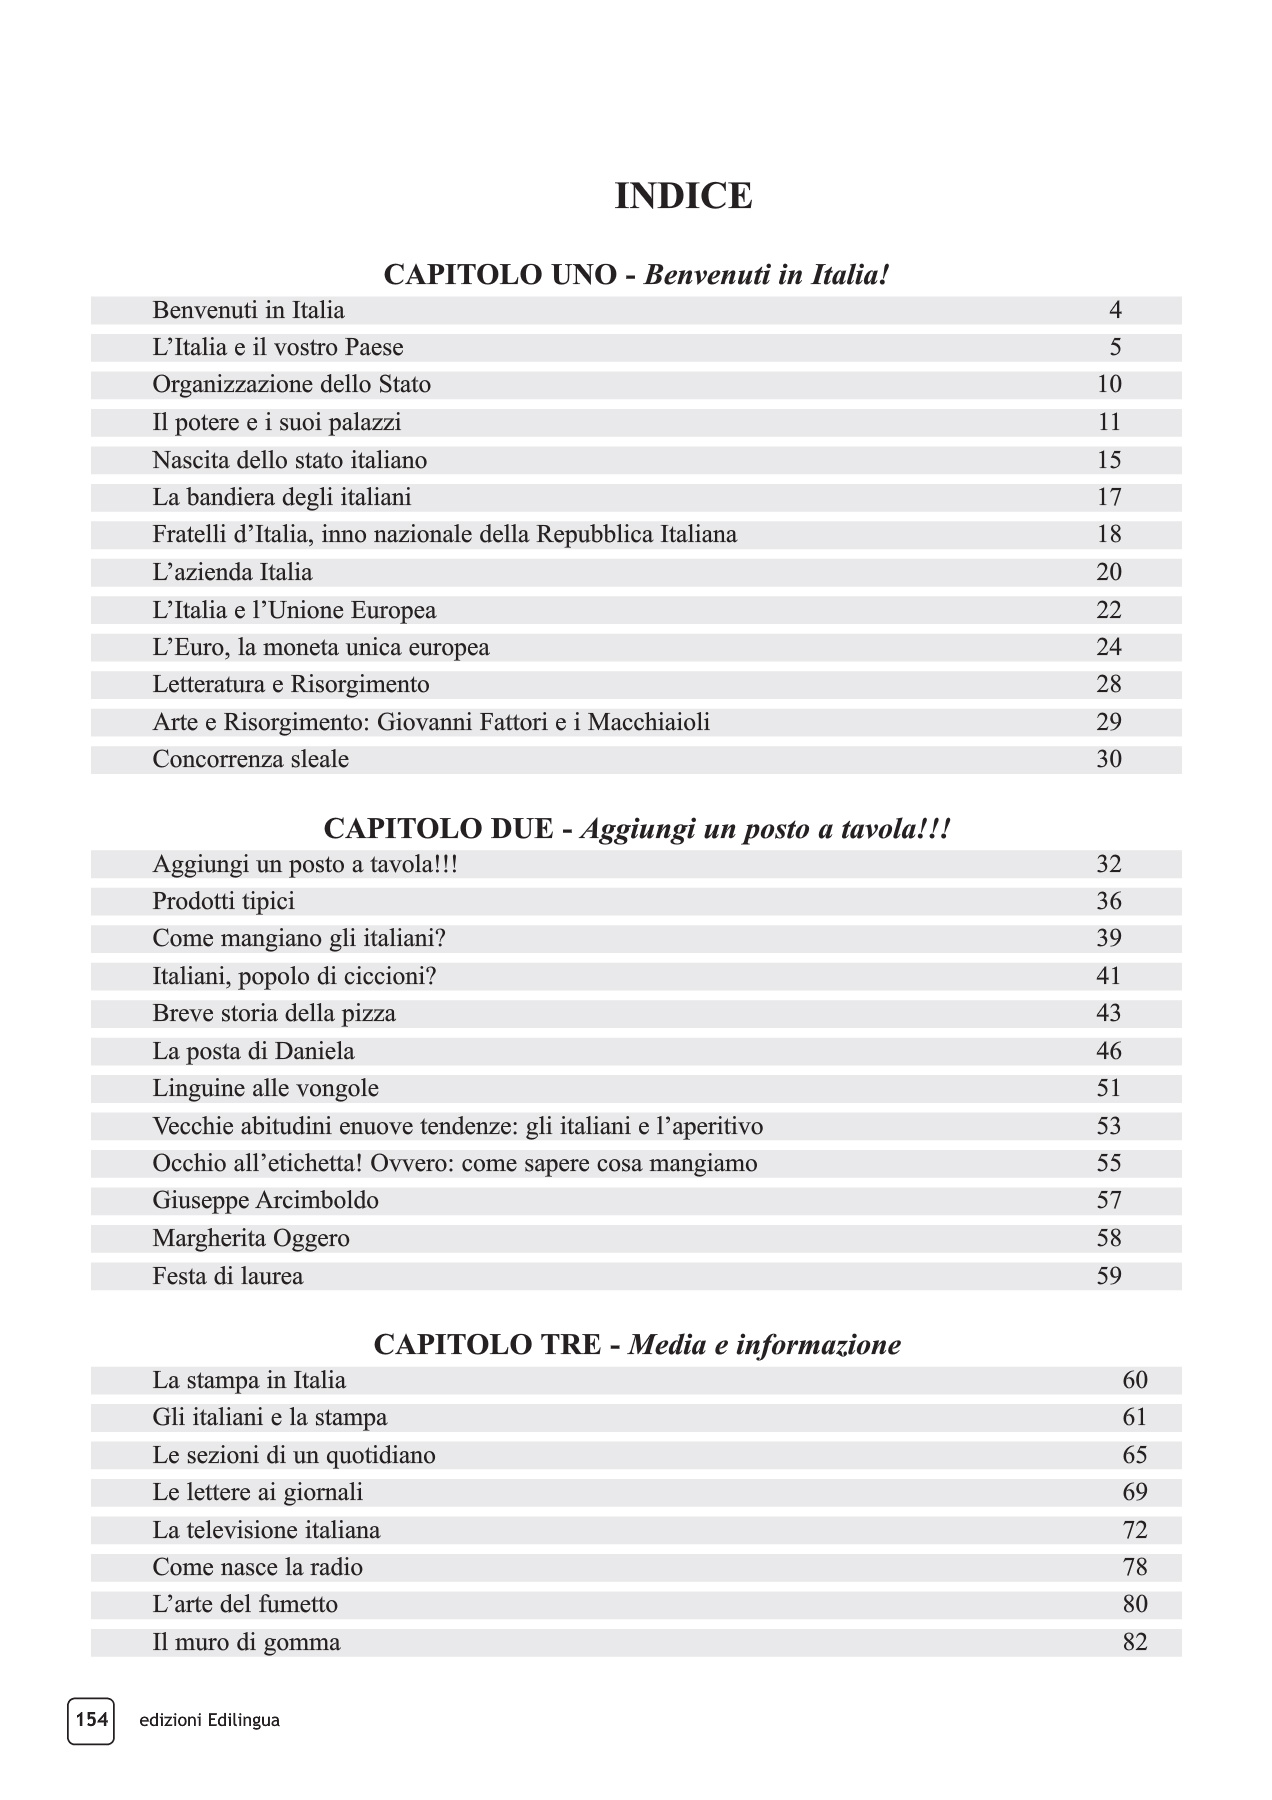 INDICE
CAPITOLO UNO - Benvenuti in Italia!
Benvenuti in Italia 4
L’Italia e il vostro Paese 5
Organizzazione dello Stato 10
Il potere e i suoi palazzi 11
Nascita dello stato italiano 15
La bandiera degli italiani 17
Fratelli d’Italia, inno nazionale della Repubblica Italiana 18
L’azienda Italia 20
L’Italia e l’Unione Europea 22
L’Euro, la moneta unica europea 24
Letteratura e Risorgimento 28
Arte e Risorgimento: Giovanni Fattori e i Macchiaioli 29
Concorrenza sleale 30
CAPITOLO DUE - Aggiungi un posto a tavola!!!
Aggiungi un posto a tavola!!! 32
Prodotti tipici 36
Come mangiano gli italiani? 39
Italiani, popolo di ciccioni? 41
Breve storia della pizza 43
La posta di Daniela 46
Linguine alle vongole 51
Vecchie abitudini enuove tendenze: gli italiani e l’aperitivo 53
Occhio all’etichetta! Ovvero: come sapere cosa mangiamo 55
Giuseppe Arcimboldo 57
Margherita Oggero 58
Festa di laurea 59
CAPITOLO TRE - Media e informazione
La stampa in Italia 60
Gli italiani e la stampa 61
Le sezioni di un quotidiano 65
Le lettere ai giornali 69
La televisione italiana 72
Come nasce la radio 78
L’arte del fumetto 80
Il muro di gomma 82
154 edizioni Edilingua